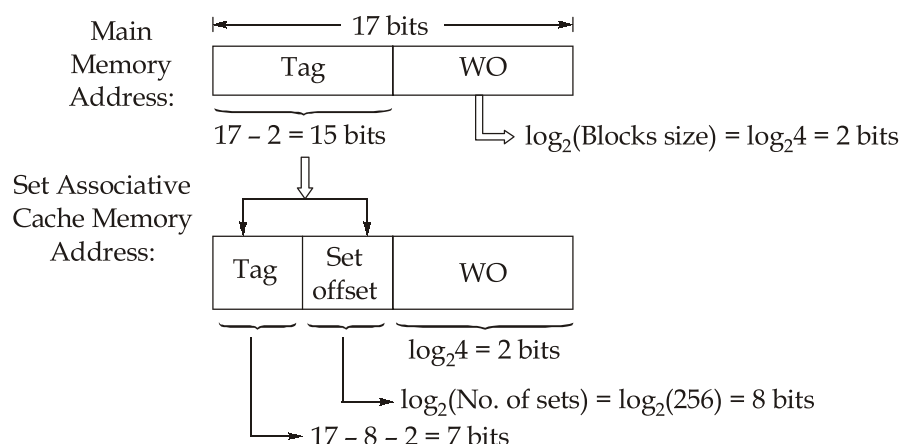 17 bits
Main
Memory
Address:
Tag
WO
17 – 2 = 15 bits
log₂(Blocks size) = log₂4 = 2 bits
Set Associative
Cache Memory
Address:
Tag
Set
offset
WO
log₂4 = 2 bits
log₂(No. of sets) = log₂(256) = 8 bits
17 – 8 – 2 = 7 bits